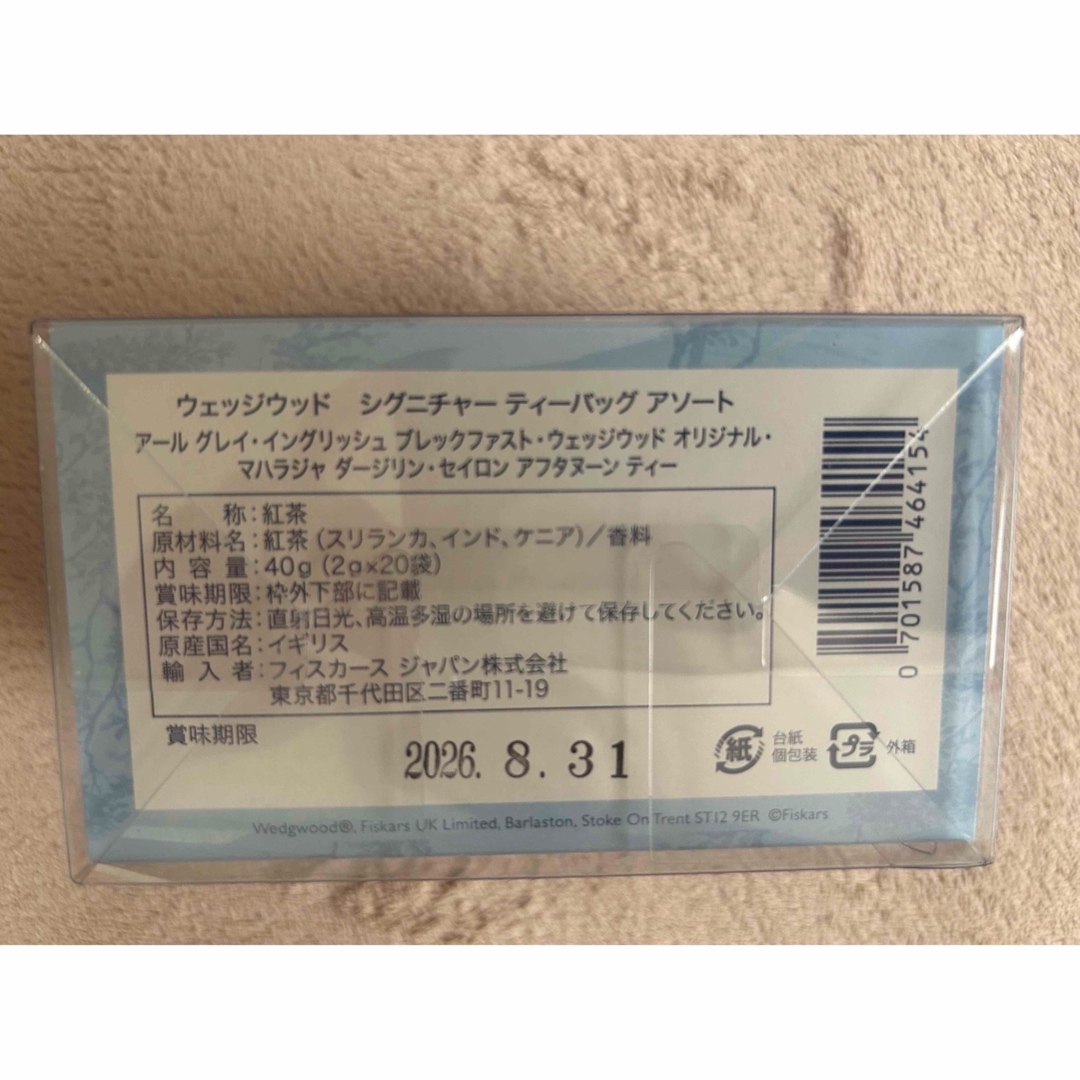 ウェッジウッド　シグニチャー ティーバッグ アソート
アール グレイ・イングリッシュ ブレックファスト・ウェッジウッド オリジナル・
マハラジャ ダージリン・セイロン アフタヌーン ティー
名　　称：紅茶
原材料名：紅茶（スリランカ、インド、ケニア）／香料
内 容 量：40g（2g×20袋）
賞味期限：枠外下部に記載
保存方法：直射日光、高温多湿の場所を避けて保存してください。
原産国名：イギリス
輸 入 者：フィスカース ジャパン株式会社
東京都千代田区二番町11-19
賞味期限
2026. 8. 31
紙
台紙
個包装
プラ
外箱
0 701587 464154
Wedgwood®, Fiskars UK Limited, Barlaston, Stoke On Trent ST12 9ER ©Fiskars